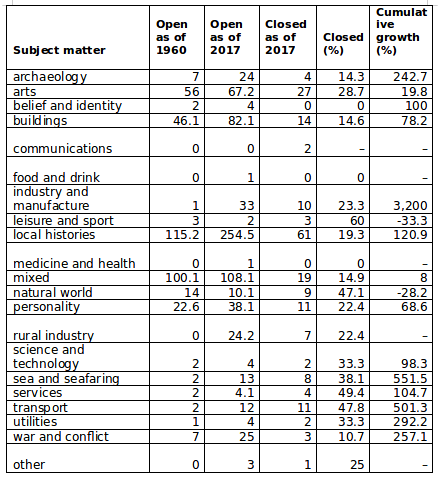 Subject matter | Open as of 1960 | Open as of 2017 | Closed as of 2017 | Closed (%) | Cumulat ive growth (%)
archaeology 7 24 4 14.3 242.7
arts 56 67.2 27 28.7 19.8
belief and identity 2 4 0 0 100
buildings 46.1 82.1 14 14.6 78.2
communications 0 0 2 – –
food and drink 0 1 0 0 –
industry and manufacture 1 33 10 23.3 3,200
leisure and sport 3 2 3 60 -33.3
local histories 115.2 254.5 61 19.3 120.9
medicine and health 0 1 0 0 –
mixed 100.1 108.1 19 14.9 8
natural world 14 10.1 9 47.1 -28.2
personality 22.6 38.1 11 22.4 68.6
rural industry 0 24.2 7 22.4 –
science and technology 2 4 2 33.3 98.3
sea and seafaring 2 13 8 38.1 551.5
services 2 4.1 4 49.4 104.7
transport 2 12 11 47.8 501.3
utilities 1 4 2 33.3 292.2
war and conflict 7 25 3 10.7 257.1
other 0 3 1 25 –